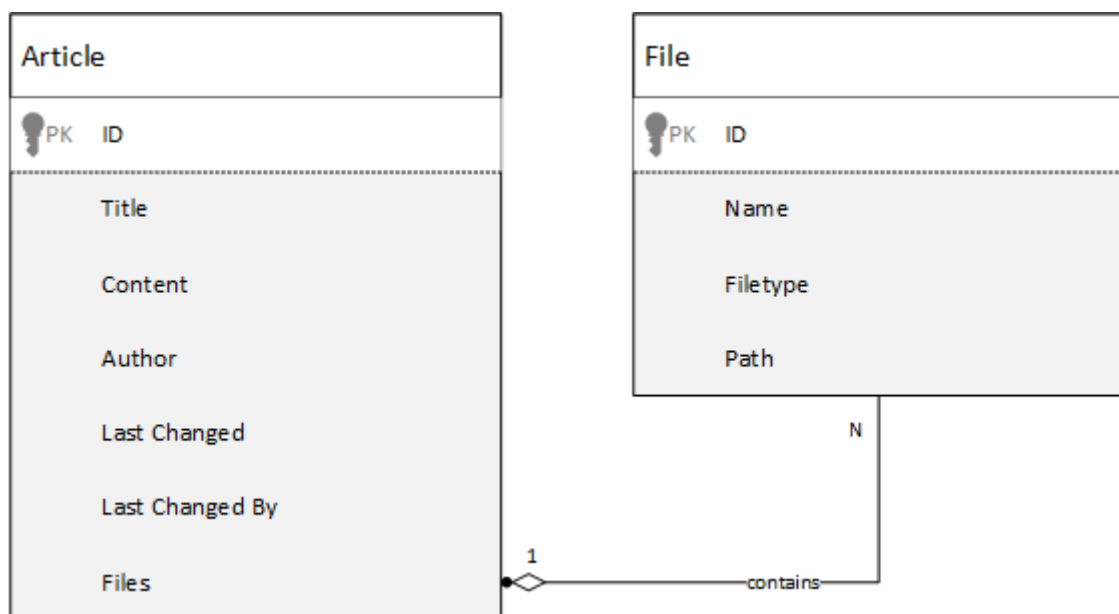 Article
PK ID
Title
Content
Author
Last Changed
Last Changed By
Files
File
PK ID
Name
Filetype
Path
N
1
contains